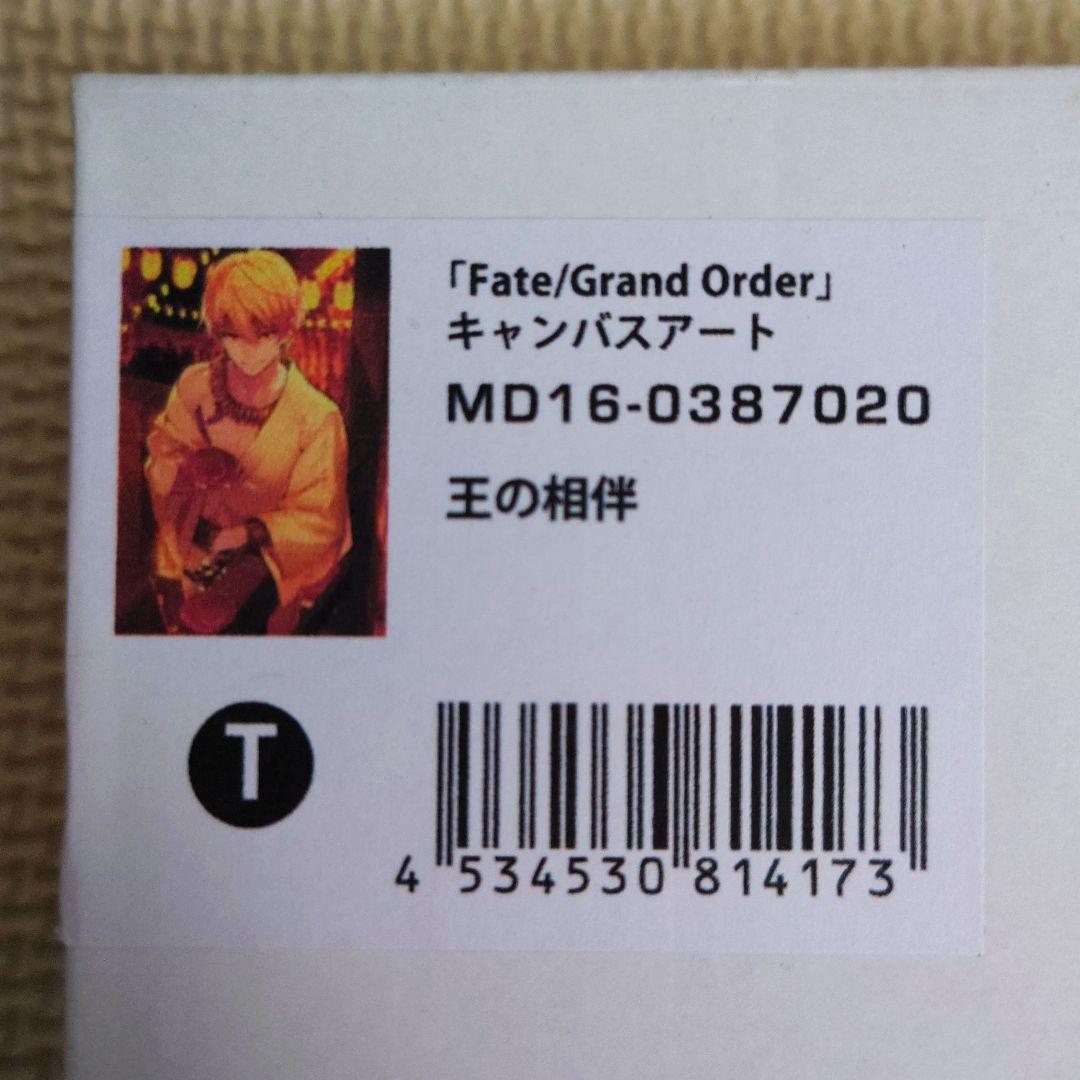 「Fate/Grand Order」
キャンバスアート
MD16-0387020
王の相伴
T
4 534530 814173